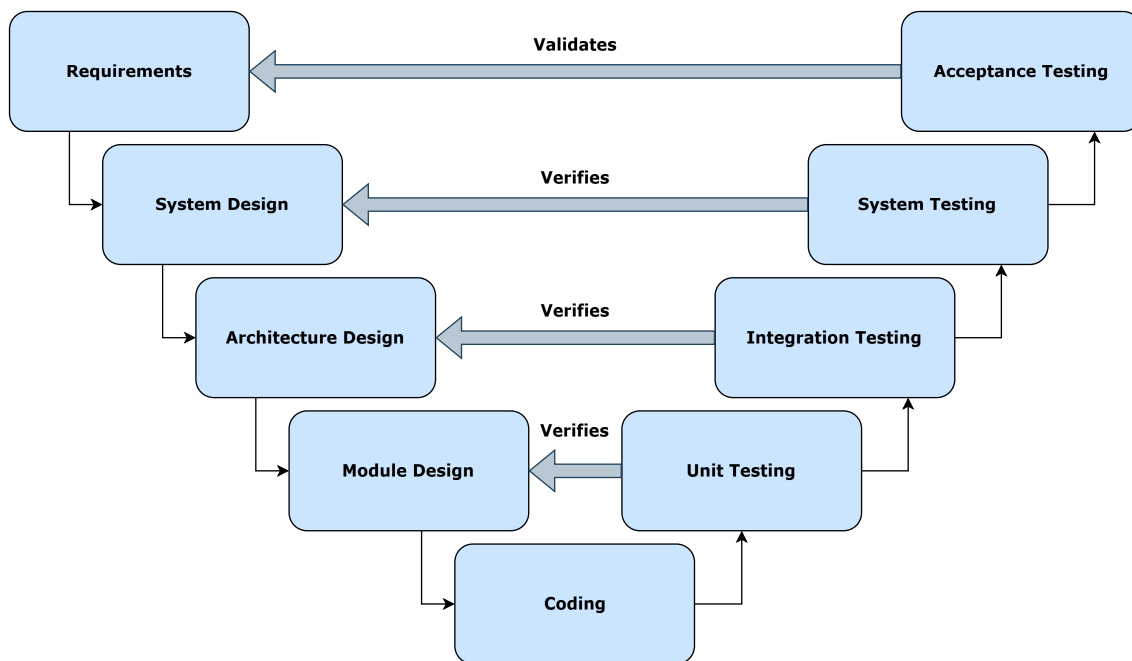 Requirements
Validates
Acceptance Testing
System Design
Verifies
System Testing
Architecture Design
Verifies
Integration Testing
Module Design
Verifies
Unit Testing
Coding